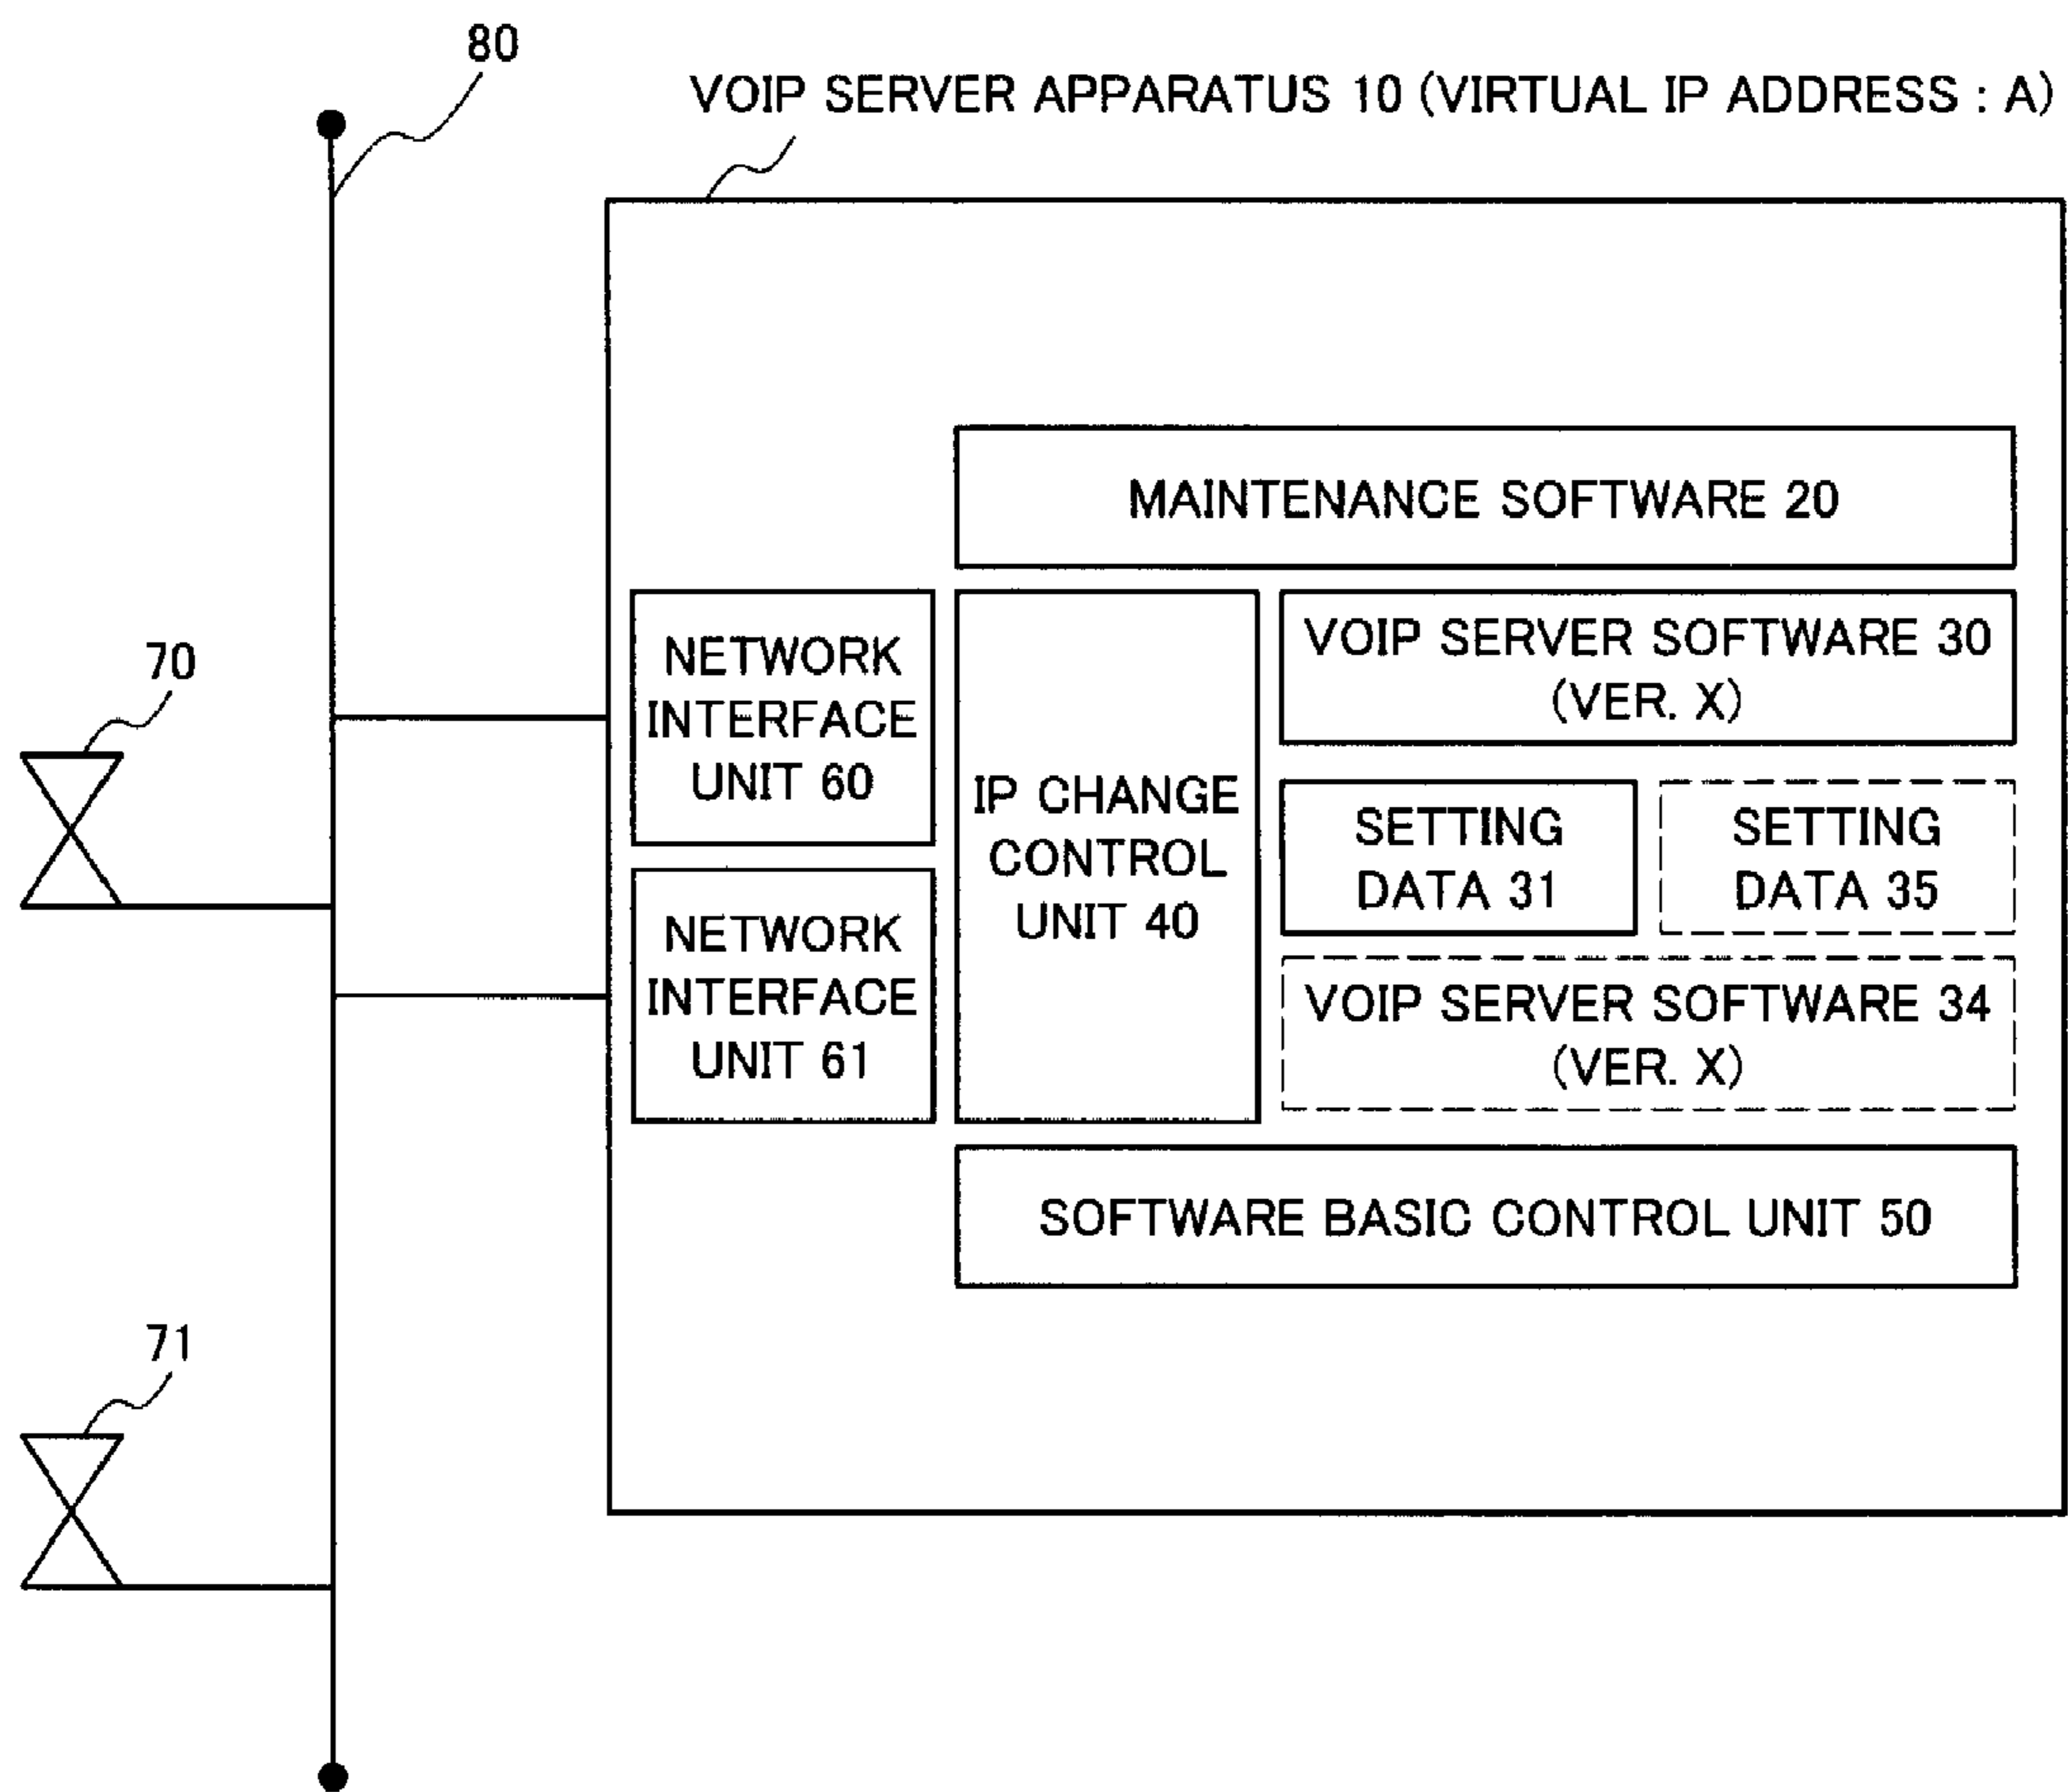 80
VOIP SERVER APPARATUS 10 (VIRTUAL IP ADDRESS : A)
MAINTENANCE SOFTWARE 20
70
NETWORK
INTERFACE
UNIT 60
IP CHANGE
CONTROL
UNIT 40
VOIP SERVER SOFTWARE 30
(VER. X)
SETTING
DATA 31
SETTING
DATA 35
NETWORK
INTERFACE
UNIT 61
VOIP SERVER SOFTWARE 34
(VER. X)
SOFTWARE BASIC CONTROL UNIT 50
71